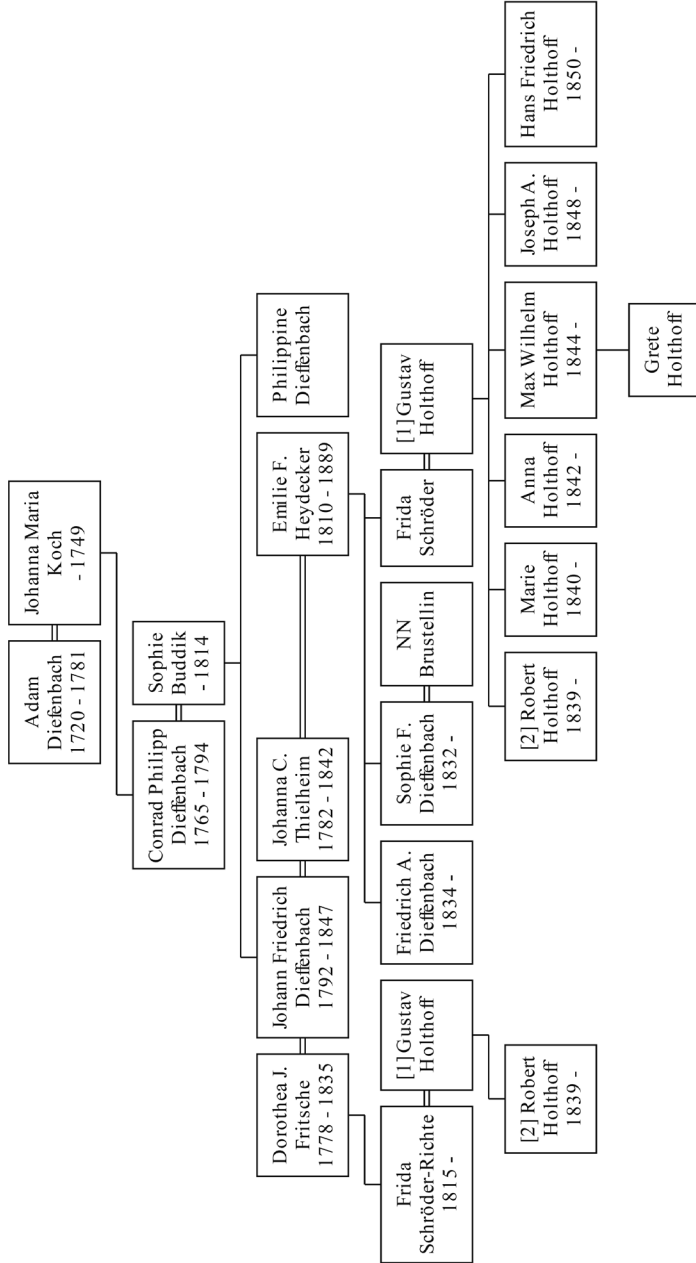 Adam
Dieffenbach
1720 - 1781
Johanna Maria
Koch
- 1749
Conrad Philipp
Dieffenbach
1765 - 1794
Sophie
Buddik
- 1814
Dorothea J.
Fritsche
1778 - 1835
Johann Friedrich
Dieffenbach
1792 - 1847
Johanna C.
Thielheim
1782 - 1842
Emilie F.
Heydecker
1810 - 1889
Philippine
Dieffenbach
Frida
Schröder-Richte
1815 -
[1] Gustav
Holthoff
Friedrich A.
Dieffenbach
1834 -
Sophie F.
Dieffenbach
1832 -
NN
Brustellin
Frida
Schröder
[1] Gustav
Holthoff
[2] Robert
Holthoff
1839 -
[2] Robert
Holthoff
1839 -
Marie
Holthoff
1840 -
Anna
Holthoff
1842 -
Max Wilhelm
Holthoff
1844 -
Joseph A.
Holthoff
1848 -
Hans Friedrich
Holthoff
1850 -
Grete
Holthoff